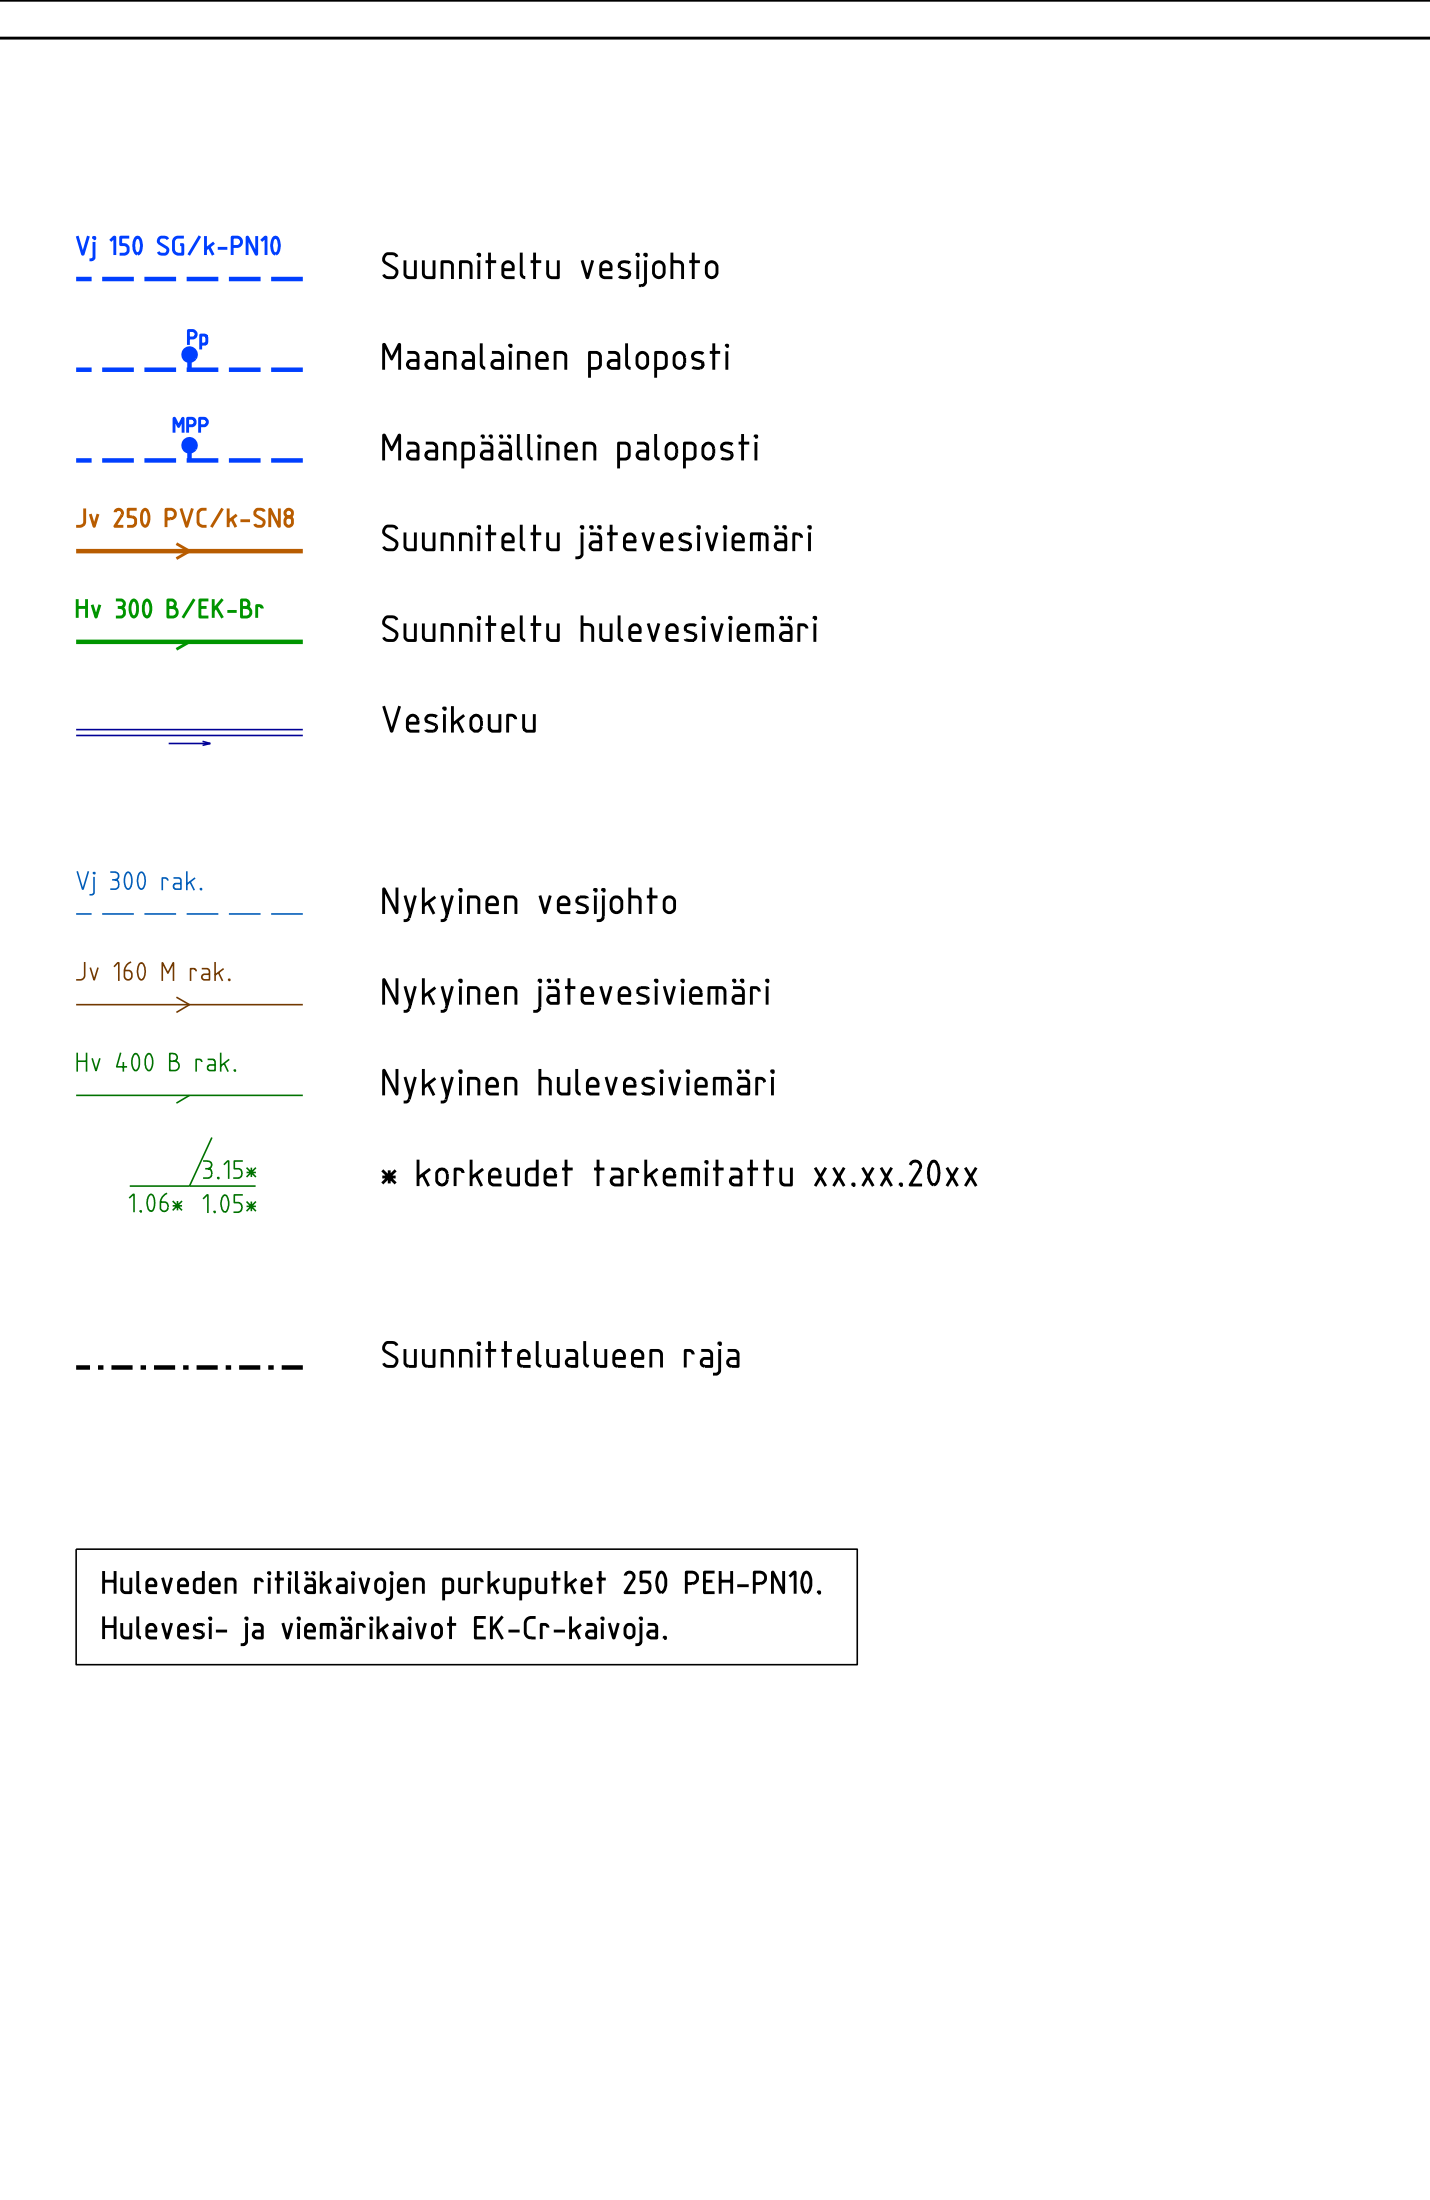 Vj 150 SG/k-PN10
Suunniteltu vesijohto
Pp
Maanalainen paloposti
MPP
Maanpäällinen paloposti
Jv 250 PVC/k-SN8
Suunniteltu jätevesiviemäri
Hv 300 B/EK-Br
Suunniteltu hulevesiviemäri
Vesikouru
Vj 300 rak.
Nykyinen vesijohto
Jv 160 M rak.
Nykyinen jätevesiviemäri
Hv 400 B rak.
Nykyinen hulevesiviemäri
3.15*
1.06* 1.05*
* korkeudet tarkemitattu xx.xx.20xx
Suunnittelualueen raja
Huleveden ritiläkaivojen purkuputket 250 PEH-PN10.
Hulevesi- ja viemärikaivot EK-Cr-kaivoja.